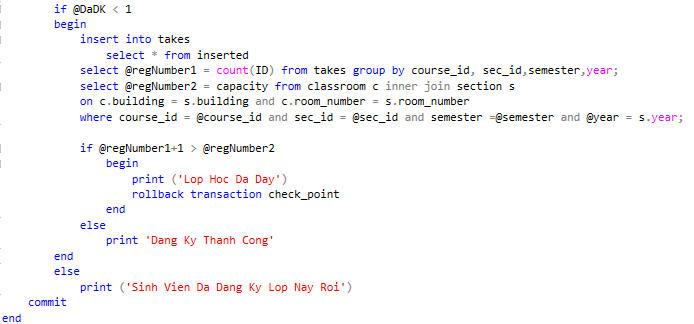 if @DaDK < 1
begin
insert into takes
select * from inserted
select @regNumber1 = count(ID) from takes group by course_id, sec_id,semester,year;
select @regNumber2 = capacity from classroom c inner join section s
on c.building = s.building and c.room_number = s.room_number
where course_id = @course_id and sec_id = @sec_id and semester =@semester and @year = s.year;
if @regNumber1+1 > @regNumber2
begin
print ('Lop Hoc Da Day')
rollback transaction check_point
end
else
print 'Dang Ky Thanh Cong'
end
else
print ('Sinh Vien Da Dang Ky Lop Nay Roi')
commit
end